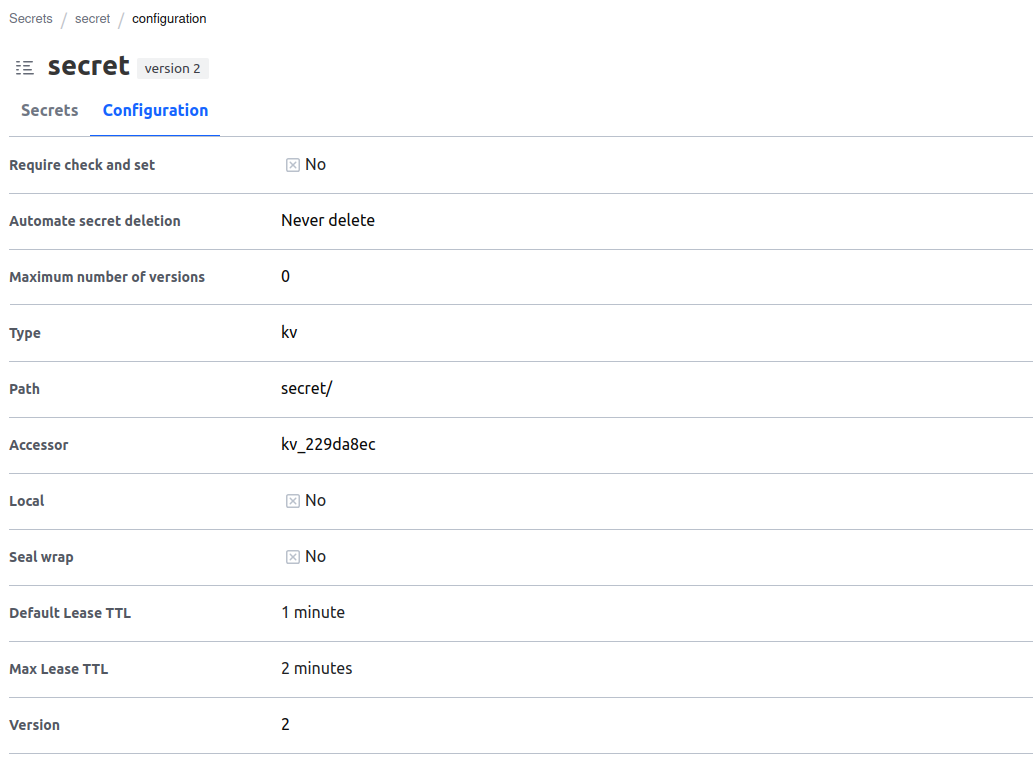 Secrets / secret / configuration
secret version 2
Secrets Configuration
Require check and set No
Automate secret deletion Never delete
Maximum number of versions 0
Type kv
Path secret/
Accessor kv_229da8ec
Local No
Seal wrap No
Default Lease TTL 1 minute
Max Lease TTL 2 minutes
Version 2